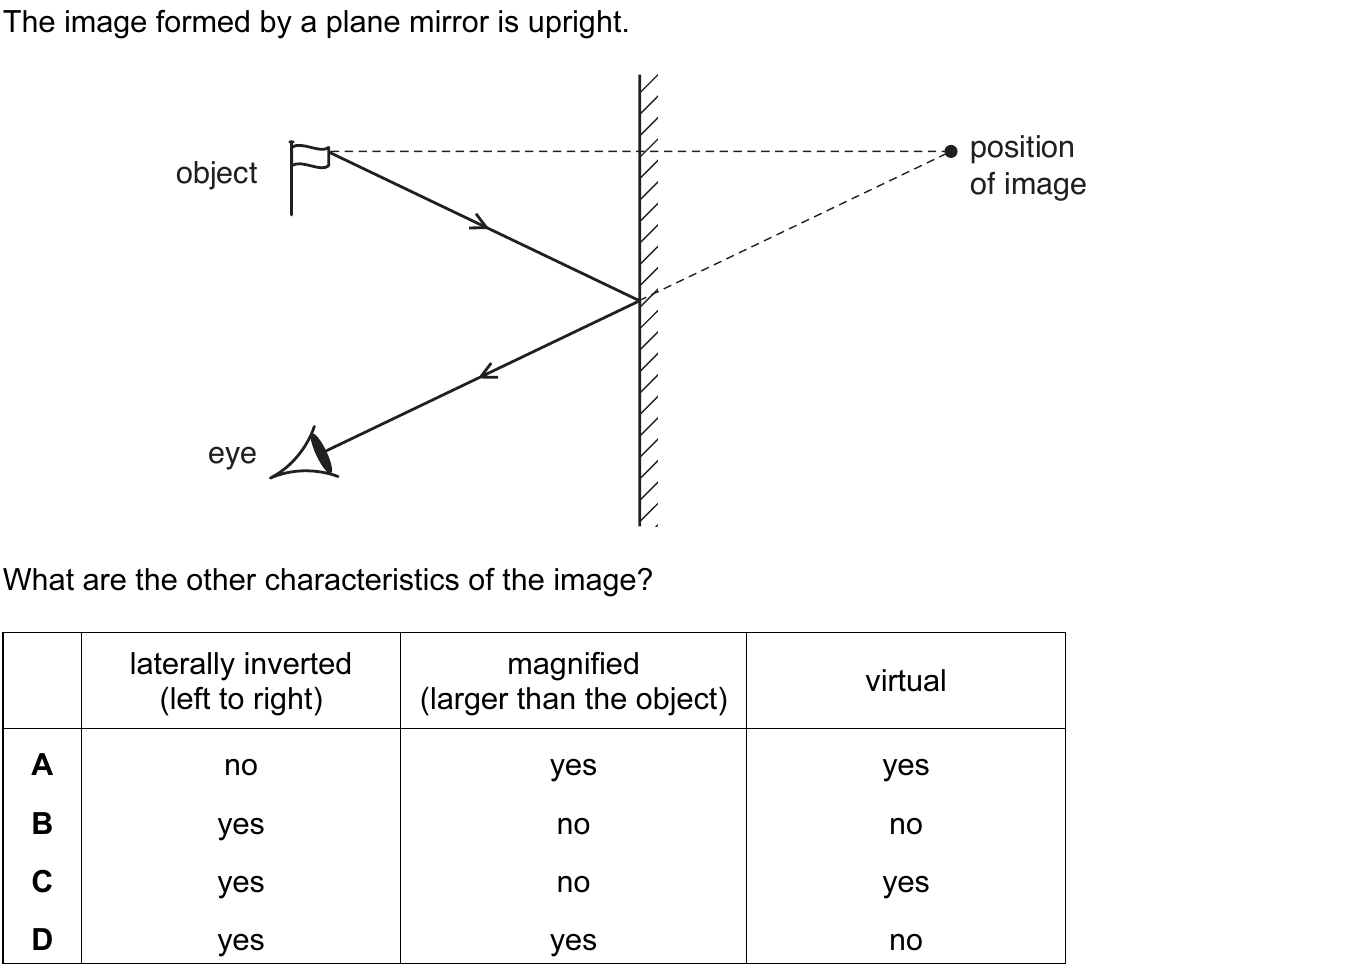 The image formed by a plane mirror is upright.
object
position
of image
eye
What are the other characteristics of the image?
laterally inverted
(left to right)
magnified
(larger than the object)
virtual
A no yes yes
B yes no no
C yes no yes
D yes yes no